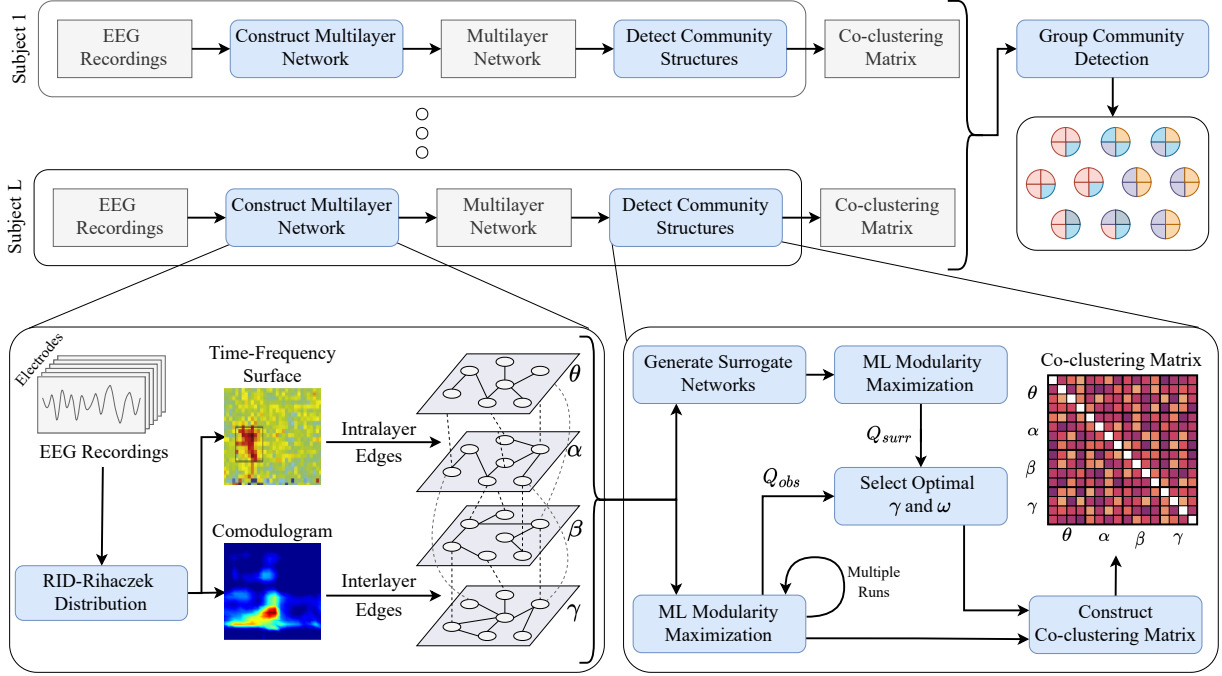 Subject 1
EEG
Recordings
Construct Multilayer
Network
Multilayer
Network
Detect Community
Structures
Co-clustering
Matrix
Group Community
Detection
Subject L
EEG
Recordings
Construct Multilayer
Network
Multilayer
Network
Detect Community
Structures
Co-clustering
Matrix
Electrodes
EEG Recordings
RID-Rihaczek
Distribution
Time-Frequency
Surface
Comodulogram
Intralayer
Edges
Interlayer
Edges
θ
α
β
γ
Generate Surrogate
Networks
ML Modularity
Maximization
Q_surr
Q_obs
Select Optimal
γ and ω
ML Modularity
Maximization
Multiple
Runs
Construct
Co-clustering Matrix
Co-clustering Matrix
θ
α
β
γ
θ α β γ